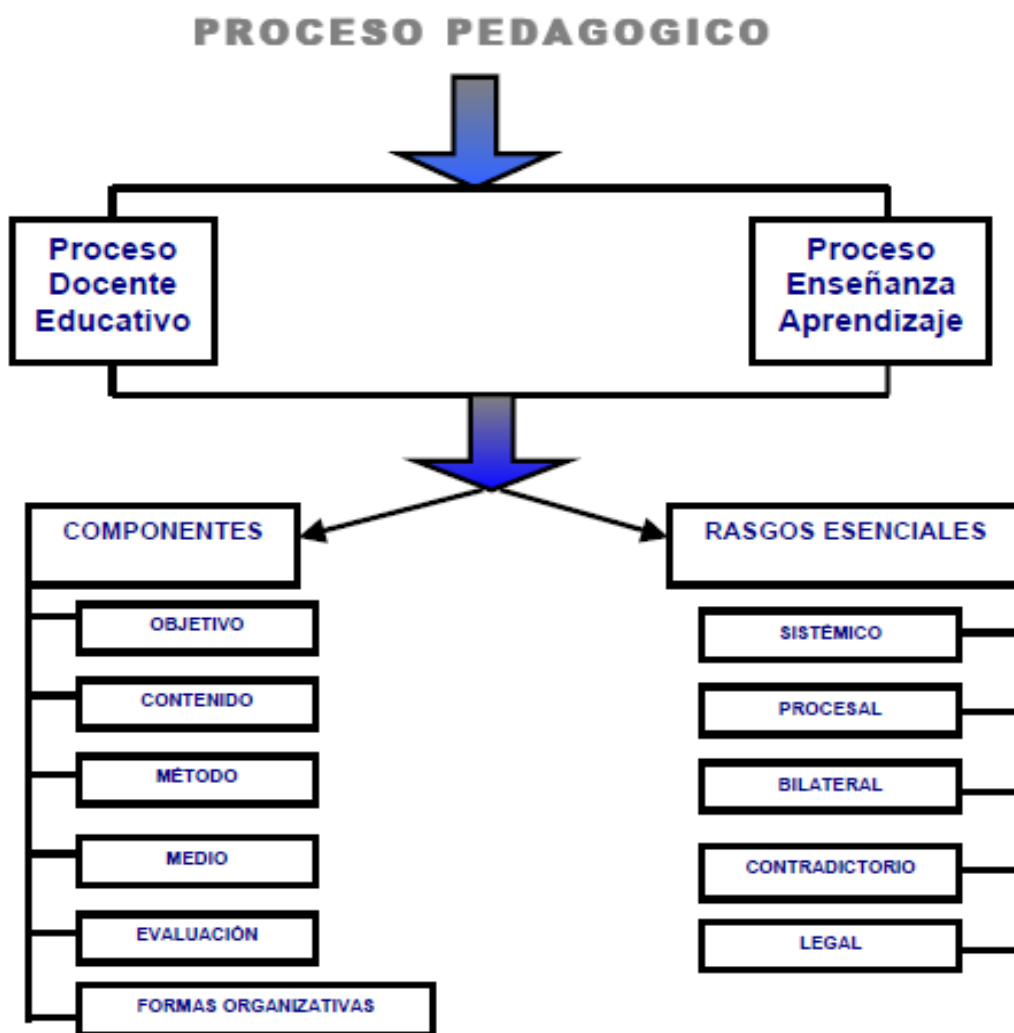 PROCESO PEDAGOGICO
Proceso
Docente
Educativo
Proceso
Enseñanza
Aprendizaje
COMPONENTES
OBJETIVO
CONTENIDO
MÉTODO
MEDIO
EVALUACIÓN
FORMAS ORGANIZATIVAS
RASGOS ESENCIALES
SISTÉMICO
PROCESAL
BILATERAL
CONTRADICTORIO
LEGAL